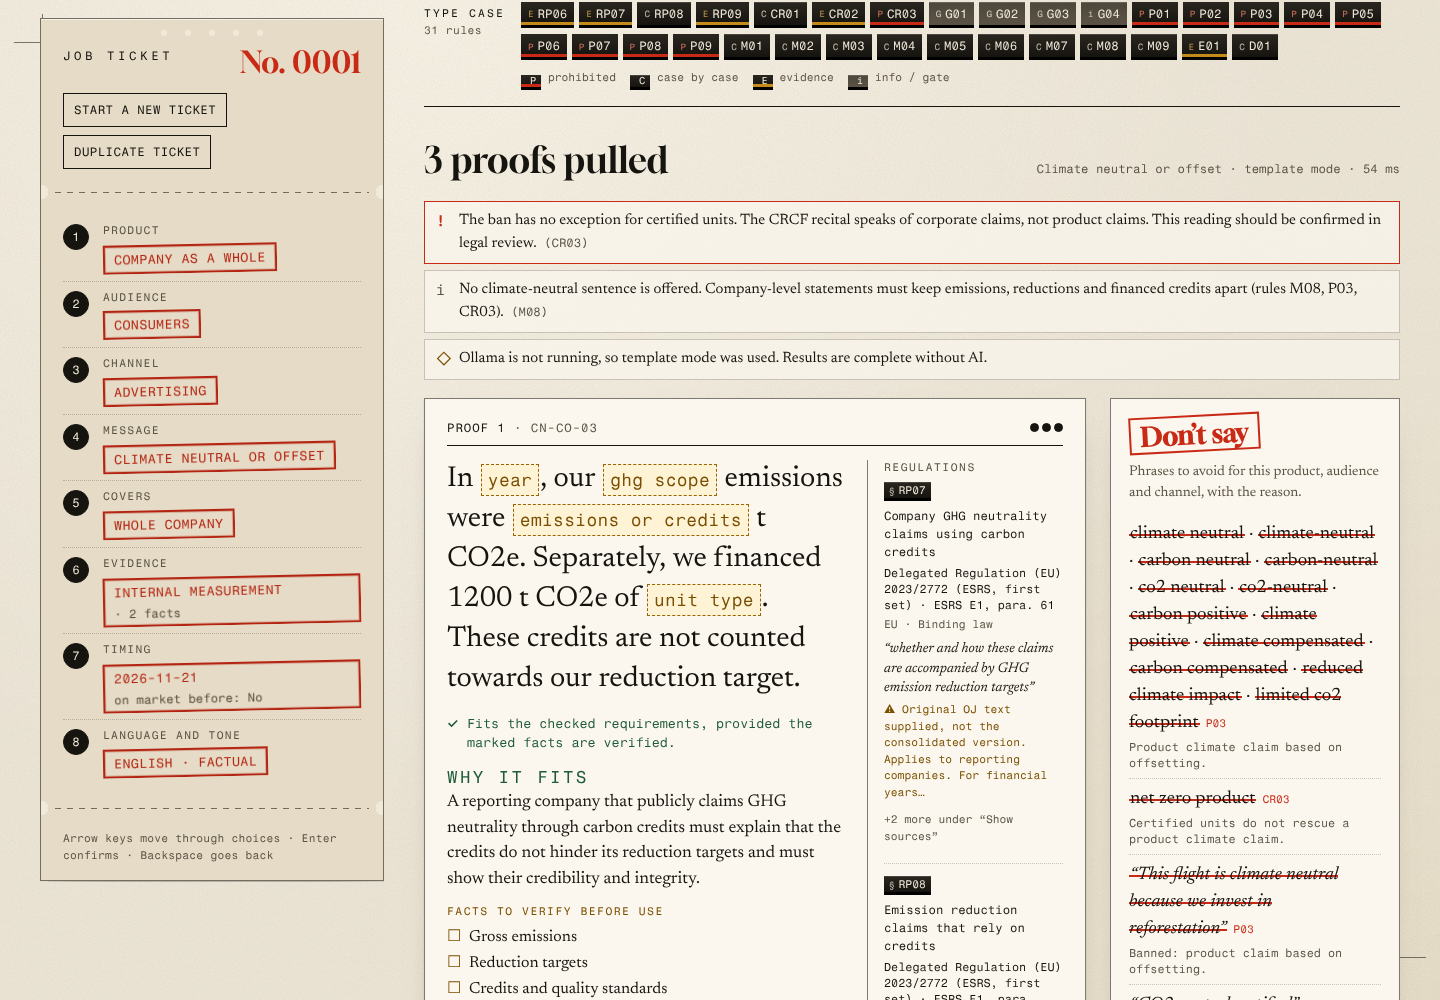 JOB TICKET
No. 0001
START A NEW TICKET
DUPLICATE TICKET
1 PRODUCT
COMPANY AS A WHOLE
2 AUDIENCE
CONSUMERS
3 CHANNEL
ADVERTISING
4 MESSAGE
CLIMATE NEUTRAL OR OFFSET
5 COVERS
WHOLE COMPANY
6 EVIDENCE
INTERNAL MEASUREMENT
· 2 facts
7 TIMING
2026-11-21
on market before: No
8 LANGUAGE AND TONE
ENGLISH · FACTUAL
Arrow keys move through choices · Enter
confirms · Backspace goes back
TYPE CASE
31 rules
E RP06 E RP07 C RP08 E RP09 C CR01 E CR02 P CR03 G G01 G G02 G G03 i G04 P P01 P P02 P P03 P P04 P P05
P P06 P P07 P P08 P P09 C M01 C M02 C M03 C M04 C M05 C M06 C M07 C M08 C M09 E E01 C D01
P prohibited C case by case E evidence i info / gate
3 proofs pulled
Climate neutral or offset · template mode · 54 ms
! The ban has no exception for certified units. The CRCF recital speaks of corporate claims, not product claims. This reading should be confirmed in
legal review. (CR03)
i No climate-neutral sentence is offered. Company-level statements must keep emissions, reductions and financed credits apart (rules M08, P03,
CR03). (M08)
◇ Ollama is not running, so template mode was used. Results are complete without AI.
PROOF 1 · CN-CO-03
In year, our ghg scope emissions
were emissions or credits t
CO2e. Separately, we financed
1200 t CO2e of unit type.
These credits are not counted
towards our reduction target.
✓ Fits the checked requirements, provided the
marked facts are verified.
WHY IT FITS
A reporting company that publicly claims GHG
neutrality through carbon credits must explain that the
credits do not hinder its reduction targets and must
show their credibility and integrity.
FACTS TO VERIFY BEFORE USE
☐ Gross emissions
☐ Reduction targets
☐ Credits and quality standards
REGULATIONS
§ RP07
Company GHG neutrality
claims using carbon
credits
Delegated Regulation (EU)
2023/2772 (ESRS, first
set) · ESRS E1, para. 61
EU · Binding law
“whether and how these claims
are accompanied by GHG
emission reduction targets”
⚠ Original OJ text
supplied, not the
consolidated version.
Applies to reporting
companies. For financial
years…
+2 more under “Show
sources”
§ RP08
Emission reduction
claims that rely on
credits
Delegated Regulation (EU)
2023/2772 (ESRS, first
set) · ESRS E1, para.
Don't say
Phrases to avoid for this product, audience
and channel, with the reason.
climate neutral · climate-neutral
· carbon neutral · carbon-neutral
· co2 neutral · co2-neutral ·
carbon positive · climate
positive · climate compensated ·
carbon compensated · reduced
climate impact · limited co2
footprint P03
Product climate claim based on
offsetting.
net zero product CR03
Certified units do not rescue a
product climate claim.
“This flight is climate neutral
because we invest in
reforestation” P03
Banned: product claim based on
offsetting.